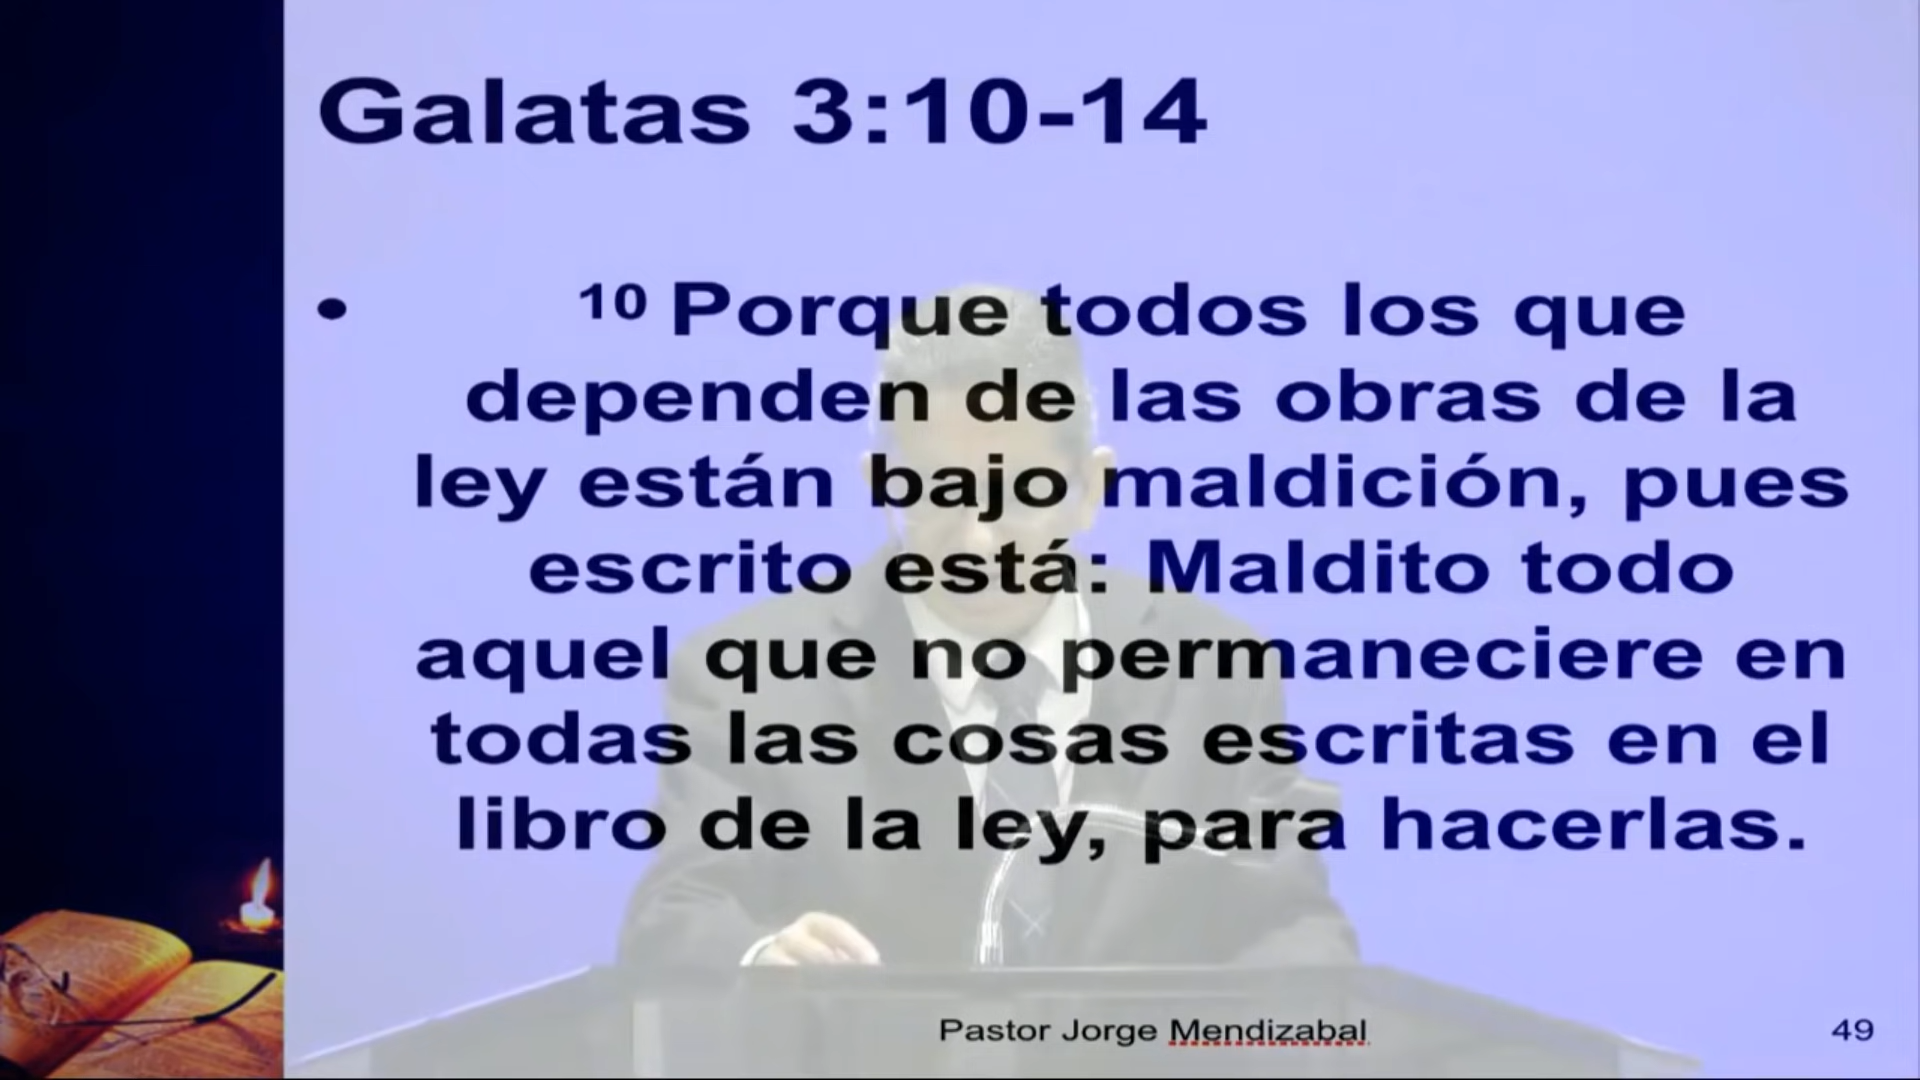 Galatas 3:10-14
• 10 Porque todos los que
dependen de las obras de la
ley están bajo maldición, pues
escrito está: Maldito todo
aquel que no permaneciere en
todas las cosas escritas en el
libro de la ley, para hacerlas.
Pastor Jorge Mendizabal
49